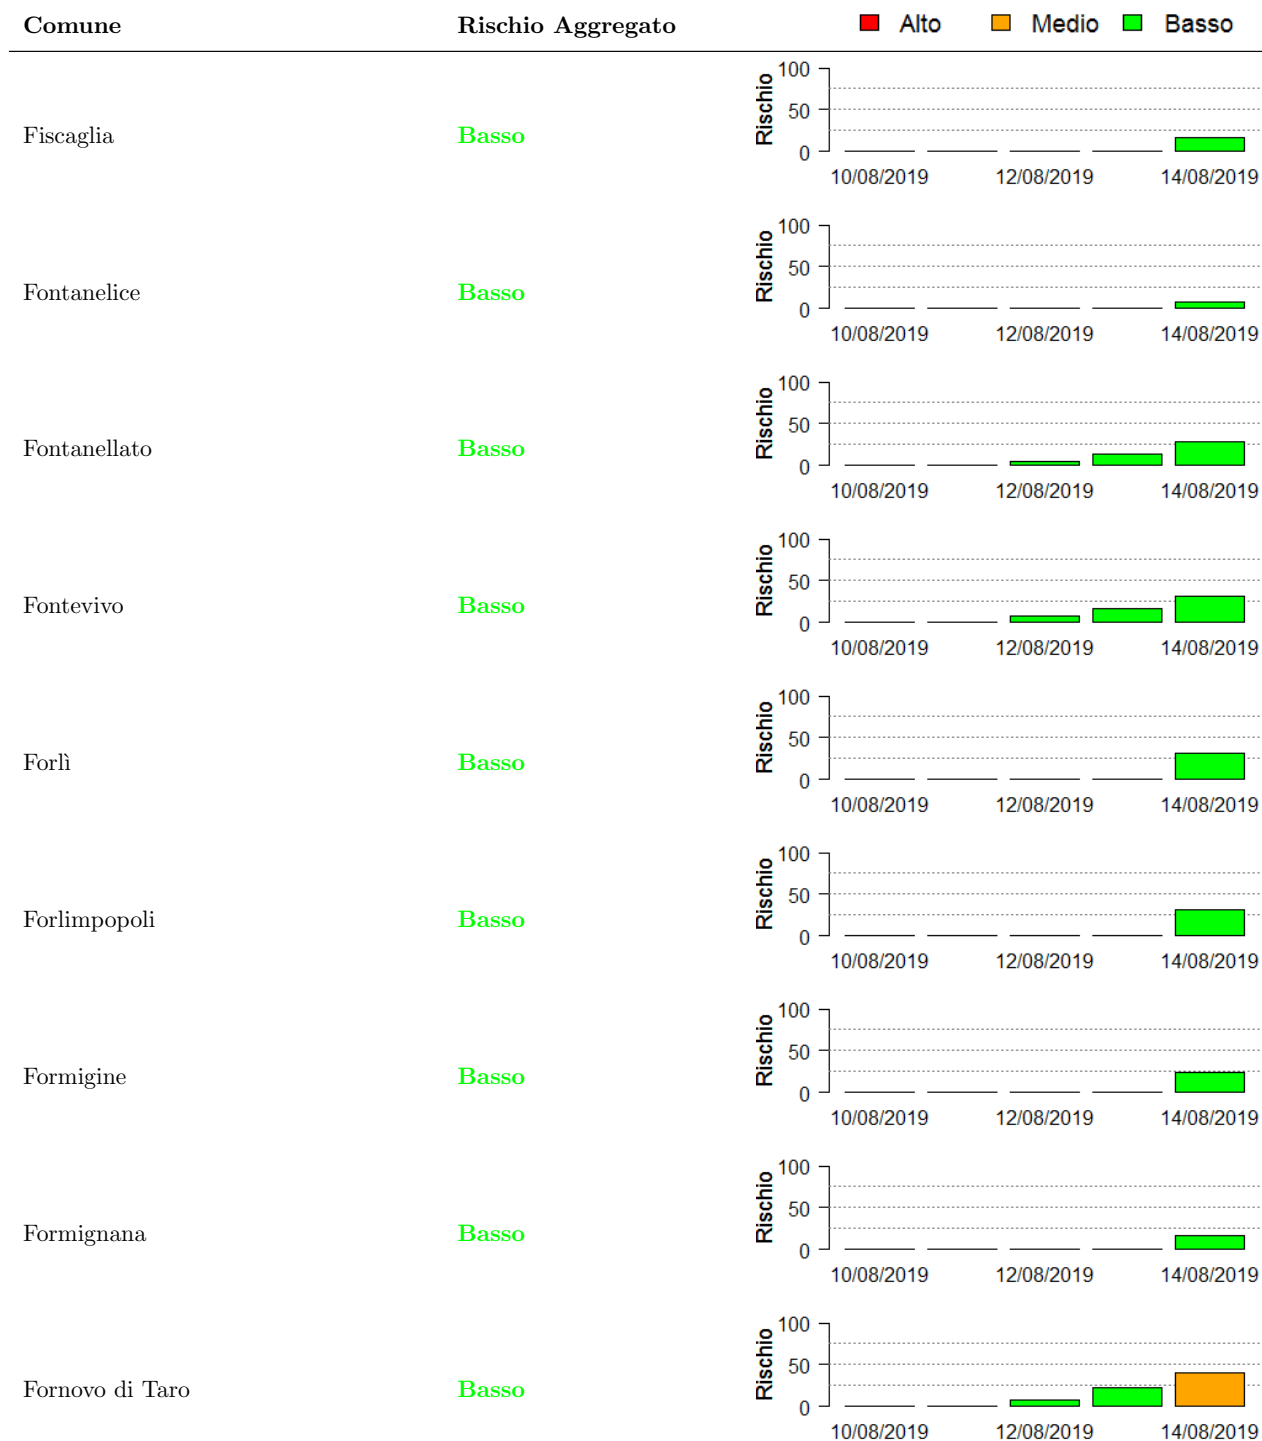 Comune Rischio Aggregato Alto Medio Basso
100
50
0
Rischio
Fiscaglia Basso
10/08/2019 12/08/2019 14/08/2019
100
50
0
Rischio
Fontanelice Basso
10/08/2019 12/08/2019 14/08/2019
100
50
0
Rischio
Fontanellato Basso
10/08/2019 12/08/2019 14/08/2019
100
50
0
Rischio
Fontevivo Basso
10/08/2019 12/08/2019 14/08/2019
100
50
0
Rischio
Forlì Basso
10/08/2019 12/08/2019 14/08/2019
100
50
0
Rischio
Forlimpopoli Basso
10/08/2019 12/08/2019 14/08/2019
100
50
0
Rischio
Formigine Basso
10/08/2019 12/08/2019 14/08/2019
100
50
0
Rischio
Formignana Basso
10/08/2019 12/08/2019 14/08/2019
100
50
0
Rischio
Fornovo di Taro Basso
10/08/2019 12/08/2019 14/08/2019